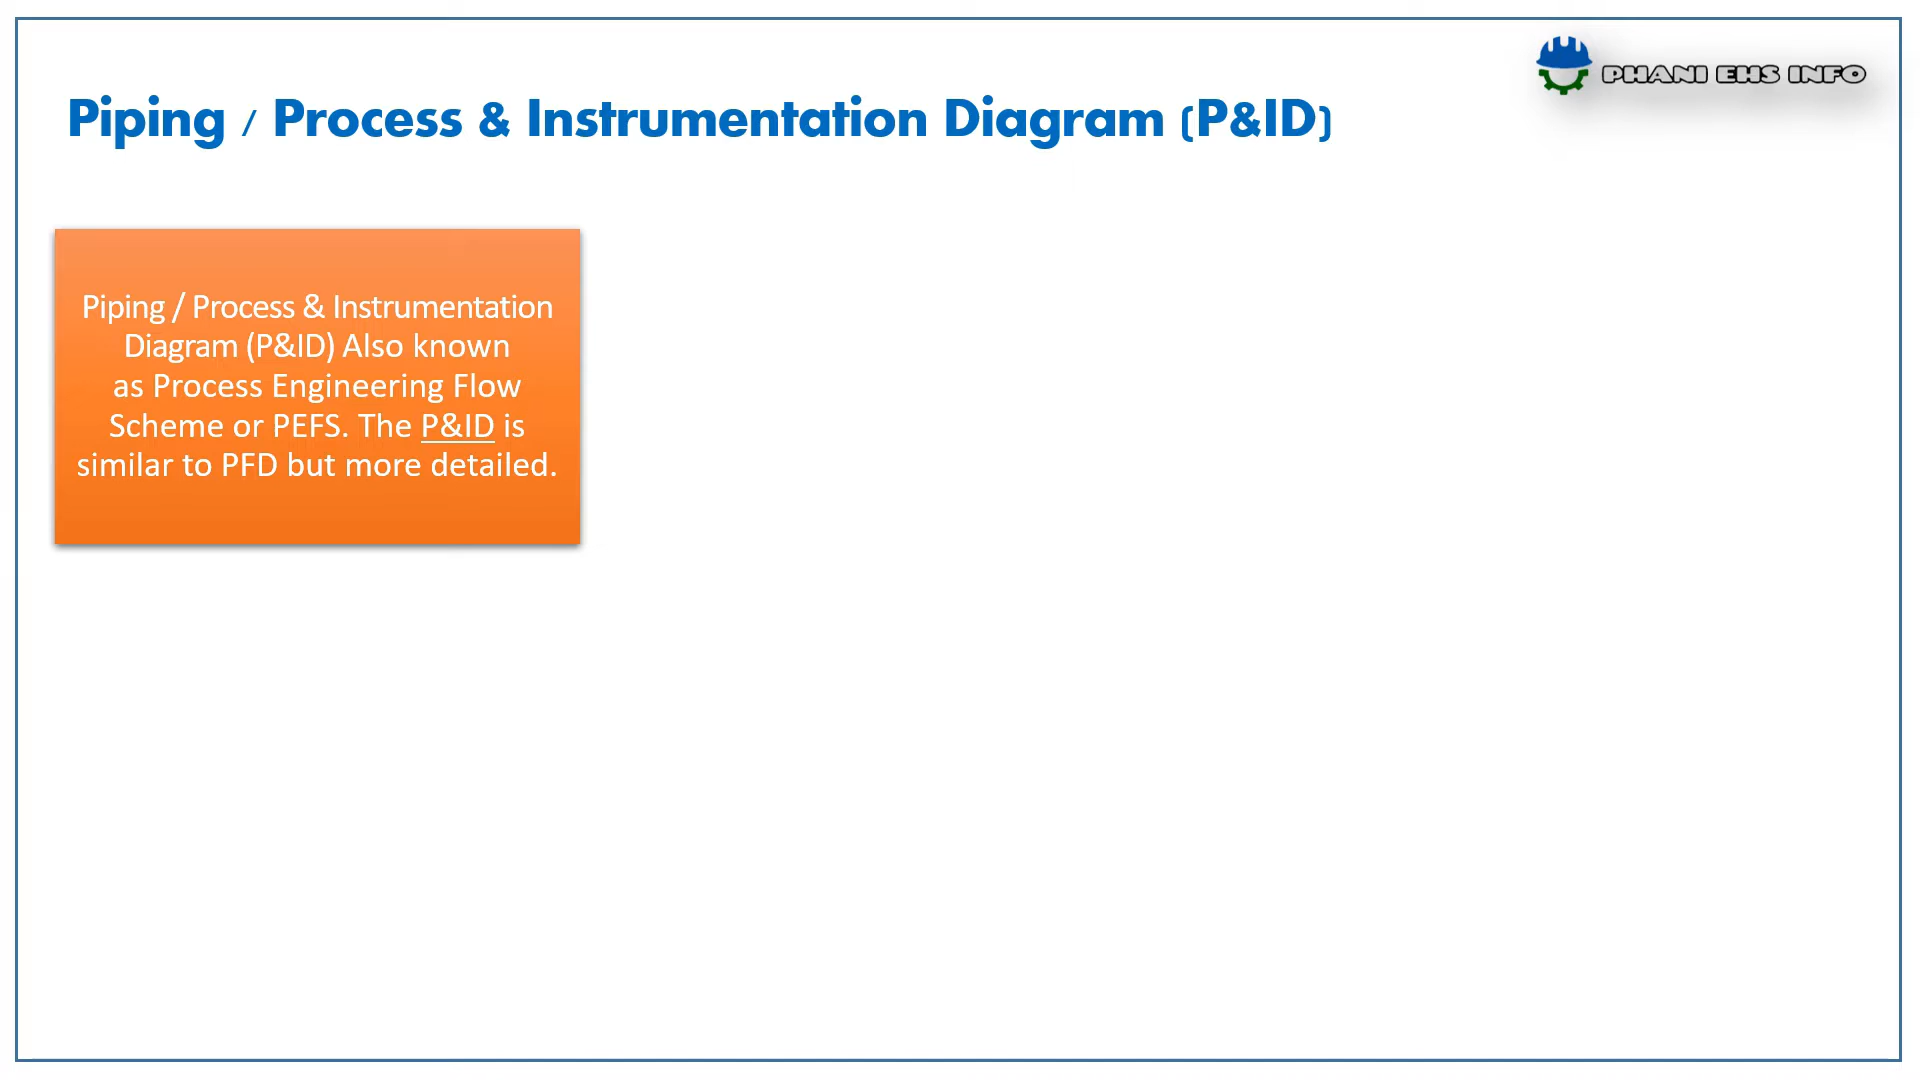 PHANI EHS INFO
Piping / Process & Instrumentation Diagram (P&ID)
Piping / Process & Instrumentation
Diagram (P&ID) Also known
as Process Engineering Flow
Scheme or PEFS. The P&ID is
similar to PFD but more detailed.